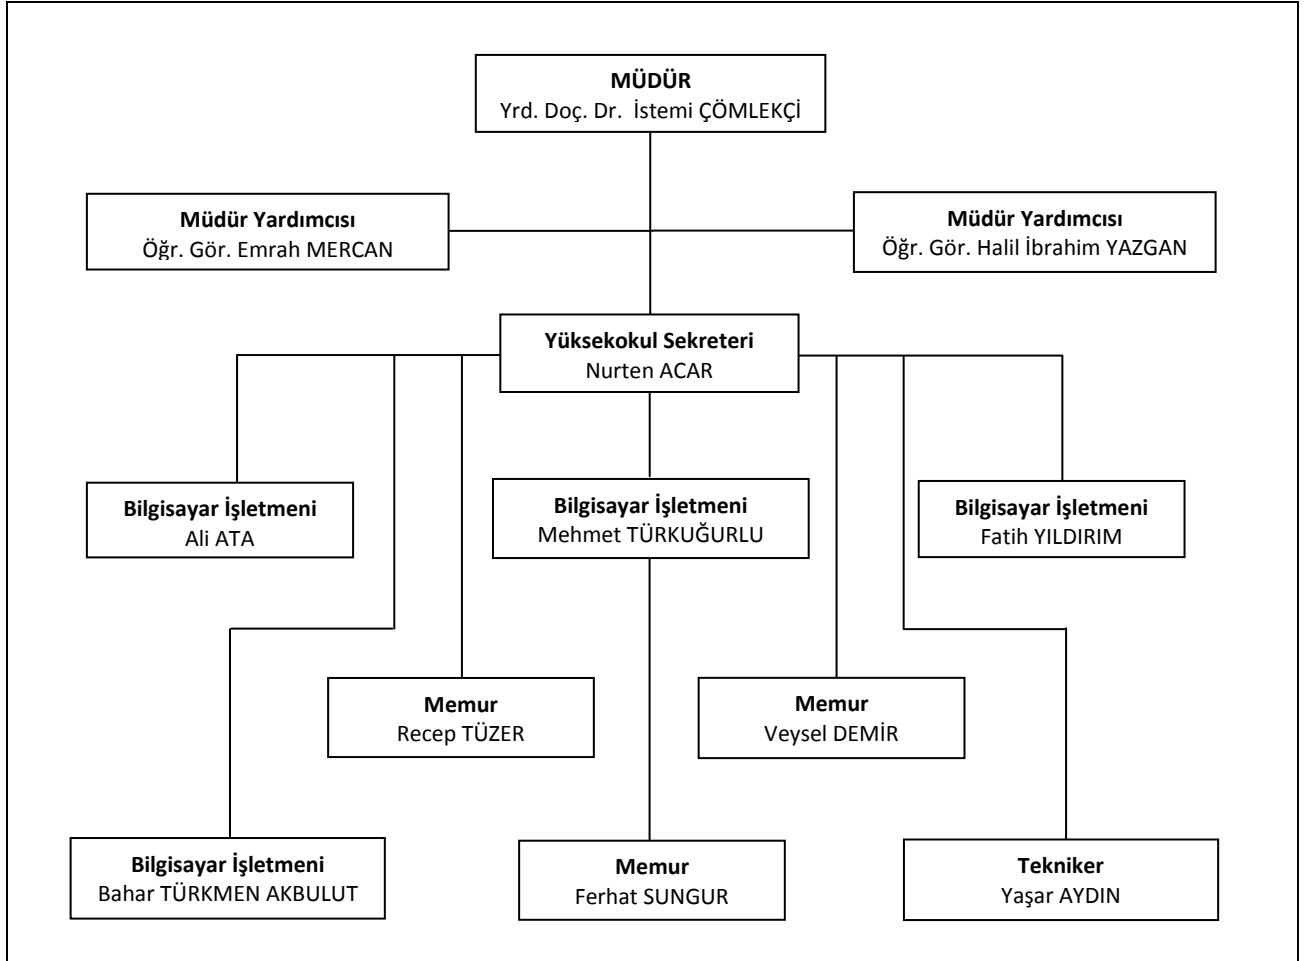 MÜDÜR
Yrd. Doç. Dr.  İstemi ÇÖMLEKÇİ
Müdür Yardımcısı
Öğr. Gör. Emrah MERCAN
Müdür Yardımcısı
Öğr. Gör. Halil İbrahim YAZGAN
Yüksekokul Sekreteri
Nurten ACAR
Bilgisayar İşletmeni
Ali ATA
Bilgisayar İşletmeni
Mehmet TÜRKUĞURLU
Bilgisayar İşletmeni
Fatih YILDIRIM
Memur
Recep TÜZER
Memur
Veysel DEMİR
Bilgisayar İşletmeni
Bahar TÜRKMEN AKBULUT
Memur
Ferhat SUNGUR
Tekniker
Yaşar AYDIN